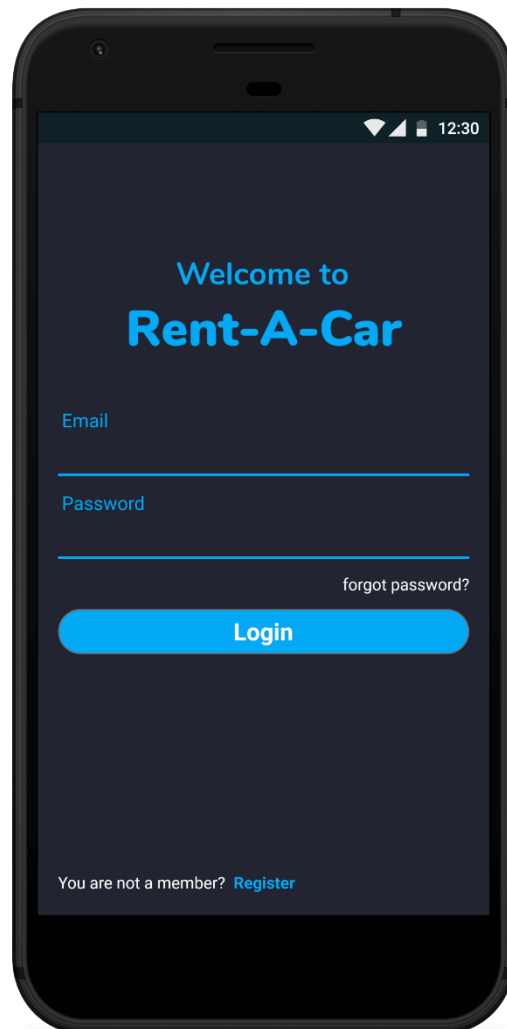 12:30
Welcome to
Rent-A-Car
Email
Password
forgot password?
Login
You are not a member? Register